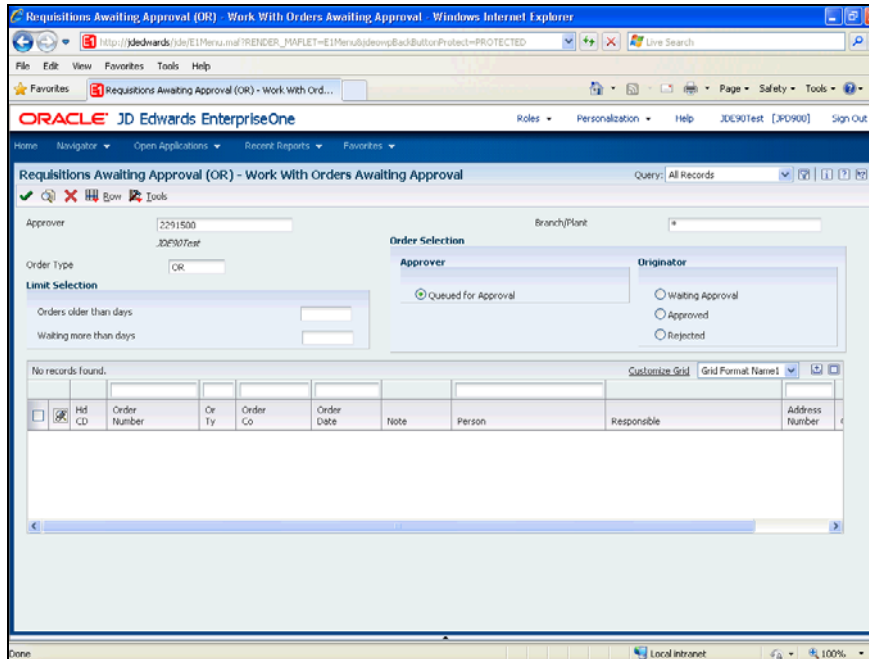 Requisitions Awaiting Approval (OR) - Work With Orders Awaiting Approval - Windows Internet Explorer
http://jdedwards/jde/E1Menu.maf?RENDER_MAFLET=E1Menu&jdeowpBackButtonProtect=PROTECTED
Live Search
File Edit View Favorites Tools Help
Favorites
Requisitions Awaiting Approval (OR) - Work With Ord...
Page Safety Tools
ORACLE JD Edwards EnterpriseOne
Roles Personalization Help JDE90Test [JPD900] Sign Out
Home Navigator Open Applications Recent Reports Favorites
Requisitions Awaiting Approval (OR) - Work With Orders Awaiting Approval
Query: All Records
Row Tools
Approver 2291500
Branch/Plant *
JDE90Test
Order Type OR
Order Selection
Approver
Queued for Approval
Originator
Waiting Approval
Approved
Rejected
Limit Selection
Orders older than days
Waiting more than days
No records found.
Customize Grid Grid Format Name1
Hd CD
Order Number
Or Ty
Order Co
Order Date
Note
Person
Responsible
Address Number
Done
Local intranet
100%